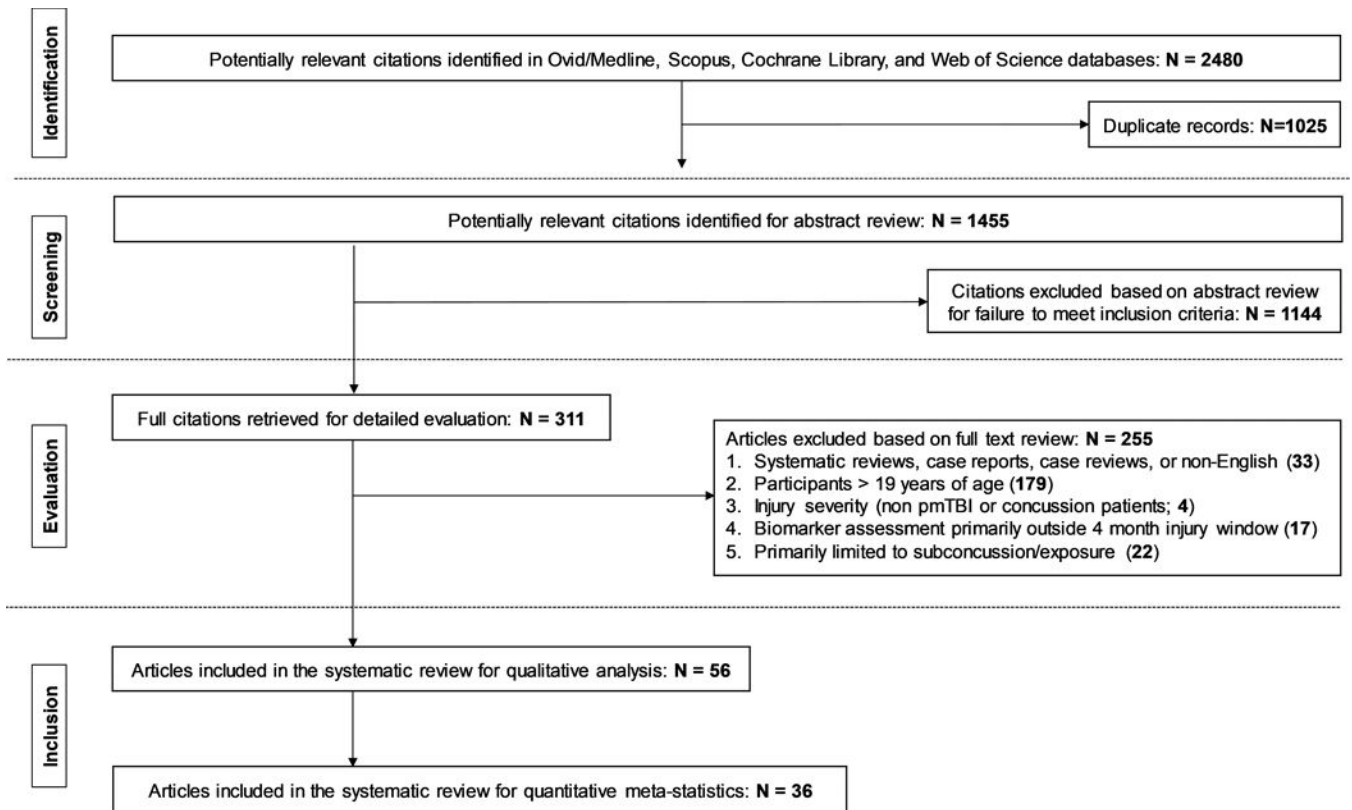 Identification
Potentially relevant citations identified in Ovid/Medline, Scopus, Cochrane Library, and Web of Science databases: N = 2480
Duplicate records: N=1025
Screening
Potentially relevant citations identified for abstract review: N = 1455
Citations excluded based on abstract review
for failure to meet inclusion criteria: N = 1144
Evaluation
Full citations retrieved for detailed evaluation: N = 311
Articles excluded based on full text review: N = 255
1. Systematic reviews, case reports, case reviews, or non-English (33)
2. Participants > 19 years of age (179)
3. Injury severity (non pmTBI or concussion patients; 4)
4. Biomarker assessment primarily outside 4 month injury window (17)
5. Primarily limited to subconcussion/exposure (22)
Inclusion
Articles included in the systematic review for qualitative analysis: N = 56
Articles included in the systematic review for quantitative meta-statistics: N = 36